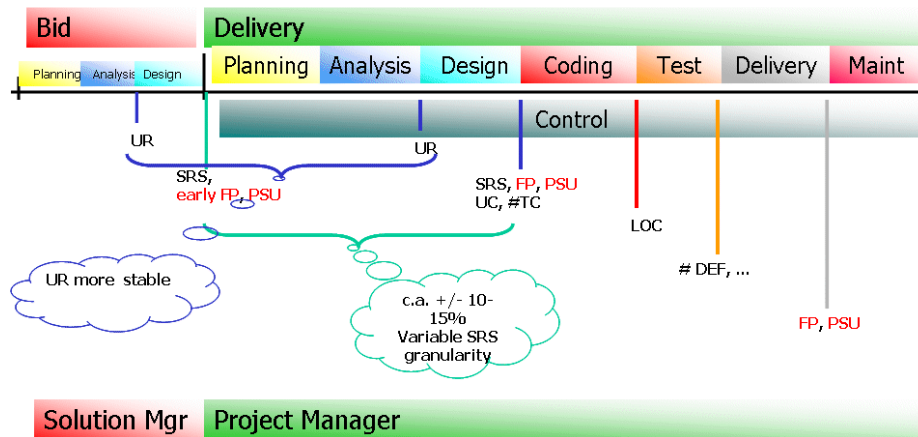 Bid
Delivery
Planning
Analysis
Design
Planning
Analysis
Design
Coding
Test
Delivery
Maint
Control
UR
UR
SRS,
early FP, PSU
SRS, FP, PSU
UC, #TC
LOC
# DEF, ...
FP, PSU
UR more stable
c.a. +/- 10-
15%
Variable SRS
granularity
Solution Mgr
Project Manager